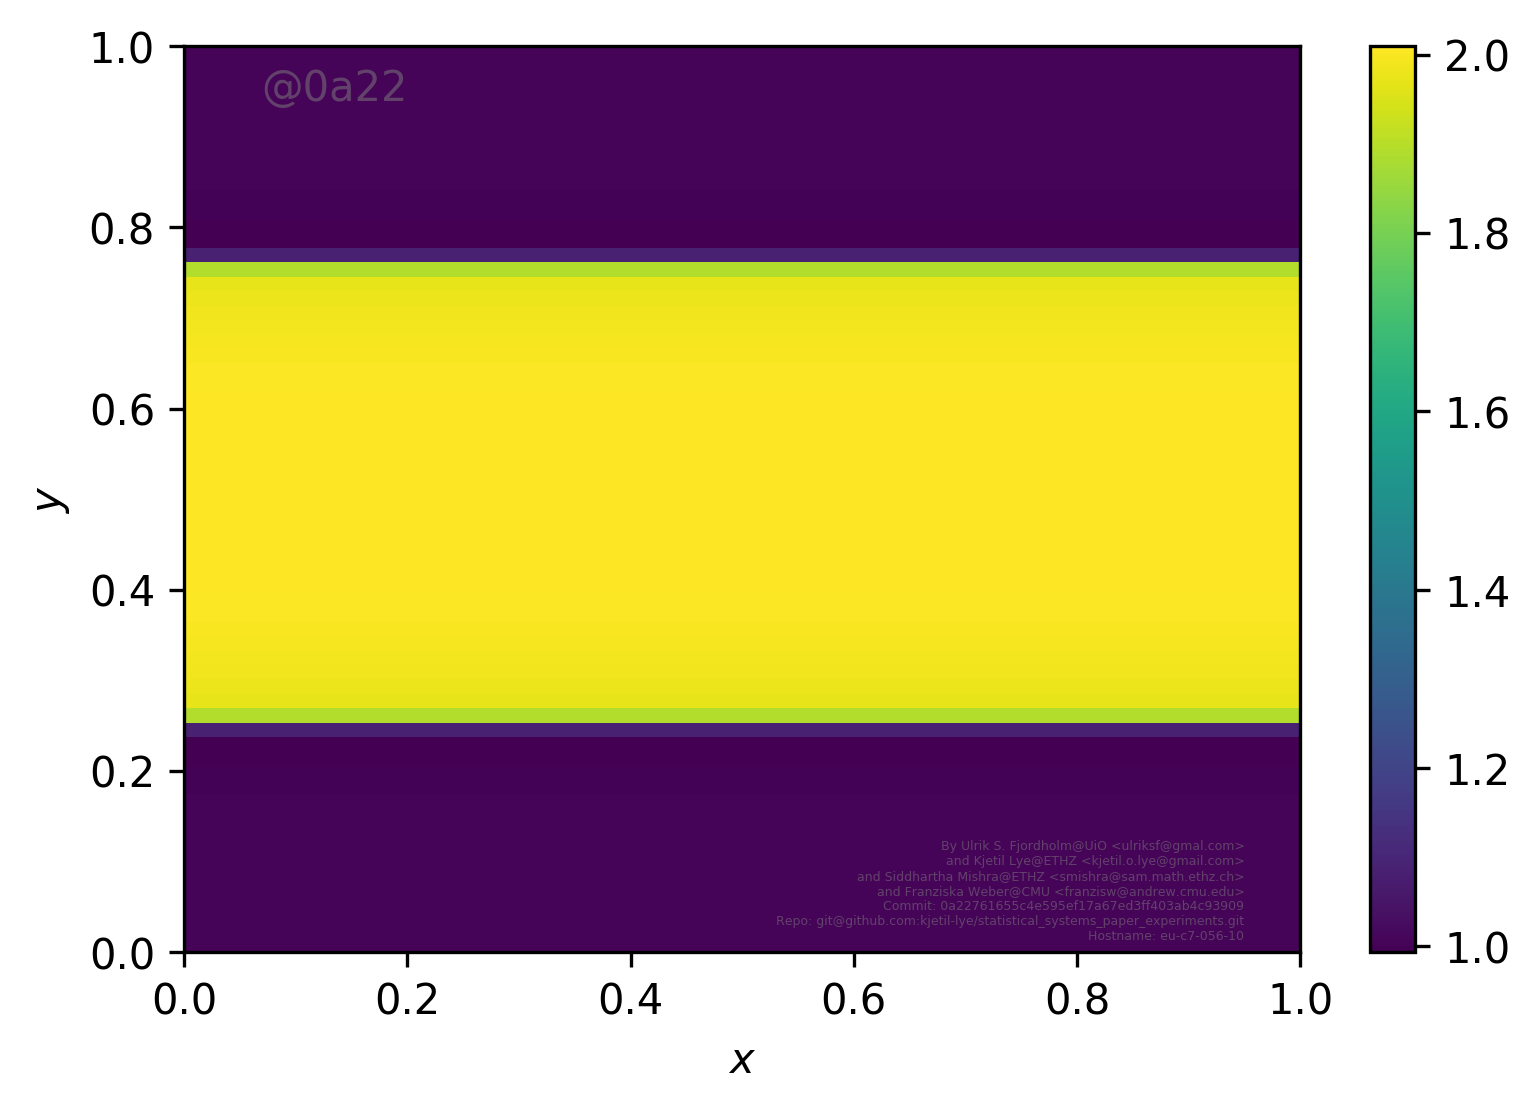 @0a22
1.0
0.8
0.6
0.4
0.2
0.0
y
0.0 0.2 0.4 0.6 0.8 1.0
x
2.0
1.8
1.6
1.4
1.2
1.0
By Ulrik S. Fjordholm@UiO <ulriksf@gmal.com>
and Kjetil Lye@ETHZ <kjetil.o.lye@gmail.com>
and Siddhartha Mishra@ETHZ <smishra@sam.math.ethz.ch>
and Franziska Weber@CMU <franzisw@andrew.cmu.edu>
Commit: 0a22761655c4e595ef17a67ed3ff403ab4c93909
Repo: git@github.com:kjetil-lye/statistical_systems_paper_experiments.git
Hostname: eu-c7-056-10